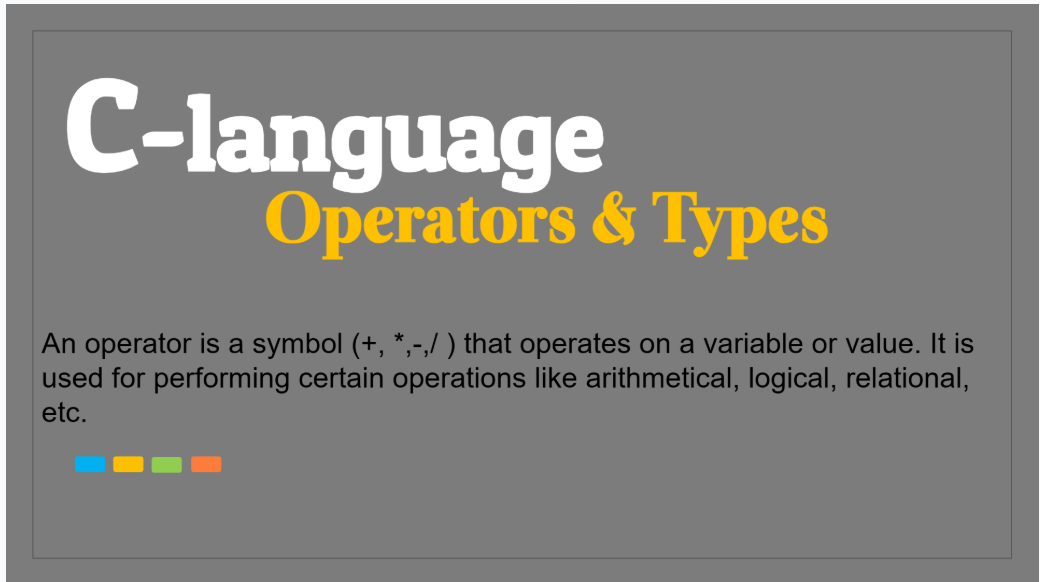 C-language
Operators & Types
An operator is a symbol (+, *,-,/ ) that operates on a variable or value. It is
used for performing certain operations like arithmetical, logical, relational,
etc.